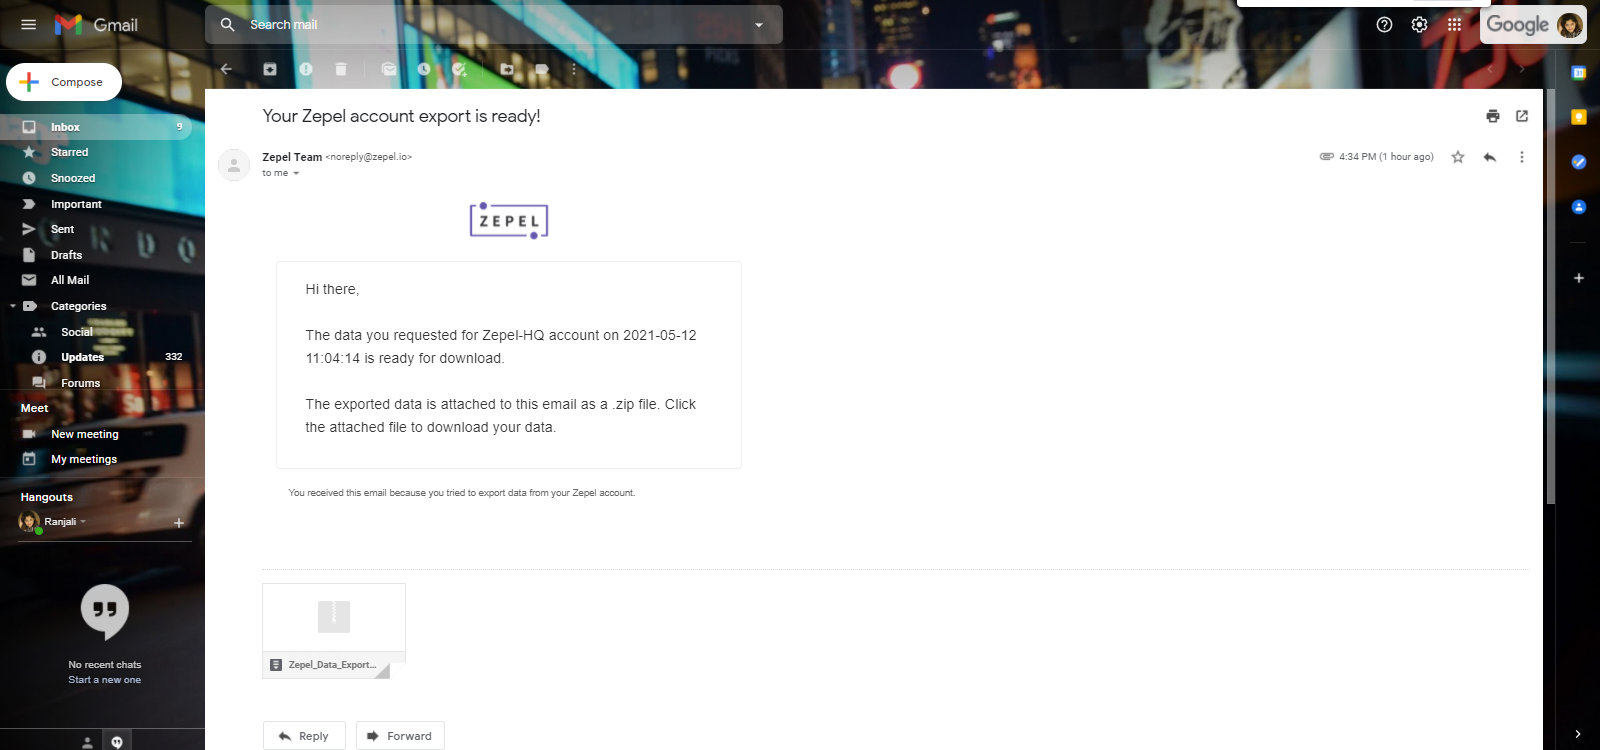 Gmail
Search mail
Google
Compose
Inbox 9
Starred
Snoozed
Important
Sent
Drafts
All Mail
Categories
Social
Updates 332
Forums
Meet
New meeting
My meetings
Hangouts
Ranjali
No recent chats
Start a new one
Your Zepel account export is ready!
Zepel Team <noreply@zepel.io>
4:34 PM (1 hour ago)
to me
ZEPEL
Hi there,
The data you requested for Zepel-HQ account on 2021-05-12
11:04:14 is ready for download.
The exported data is attached to this email as a .zip file. Click
the attached file to download your data.
You received this email because you tried to export data from your Zepel account.
Zepel_Data_Export...
Reply
Forward